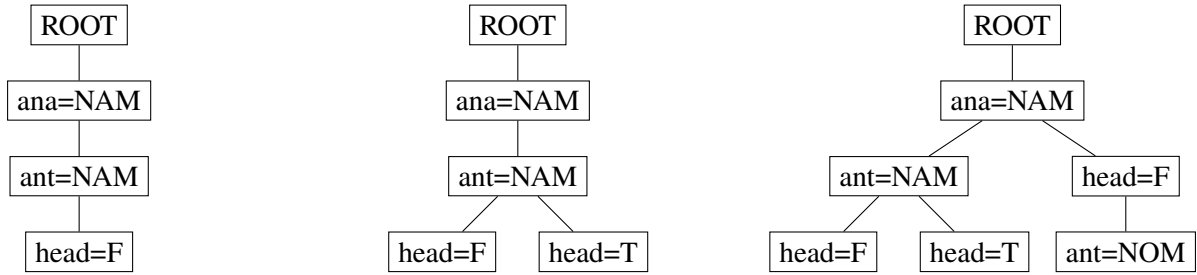 ROOT ROOT ROOT
ana=NAM ana=NAM ana=NAM
ant=NAM ant=NAM ant=NAM head=F
head=F head=F head=T head=F head=T ant=NOM